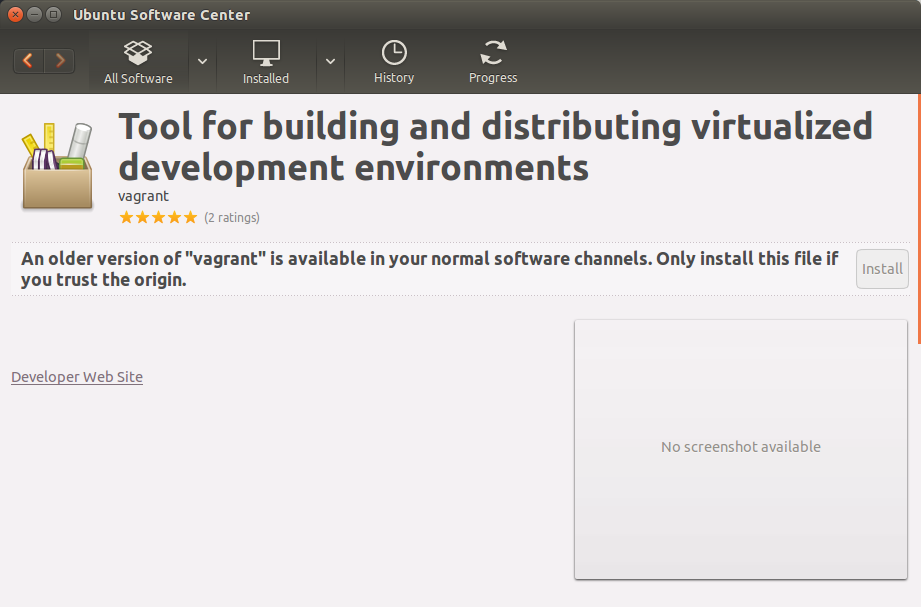 Ubuntu Software Center
All Software
Installed
History
Progress
Tool for building and distributing virtualized
development environments
vagrant
(2 ratings)
An older version of "vagrant" is available in your normal software channels. Only install this file if
you trust the origin.
Install
Developer Web Site
No screenshot available